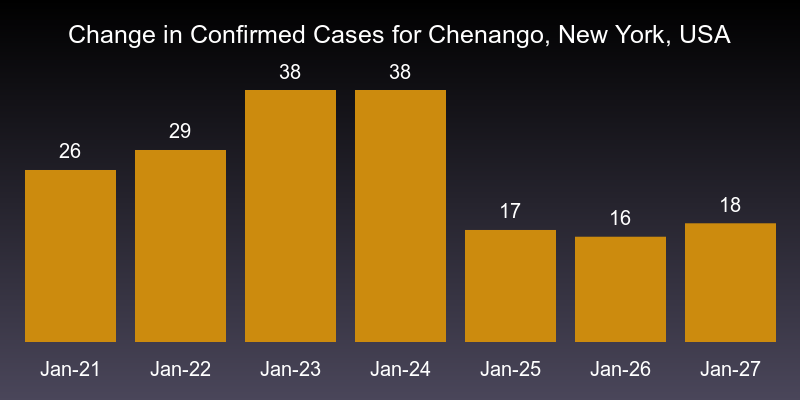 Change in Confirmed Cases for Chenango, New York, USA
38 38
29
26
18
17 16
Jan-21 Jan-22 Jan-23 Jan-24 Jan-25 Jan-26 Jan-27